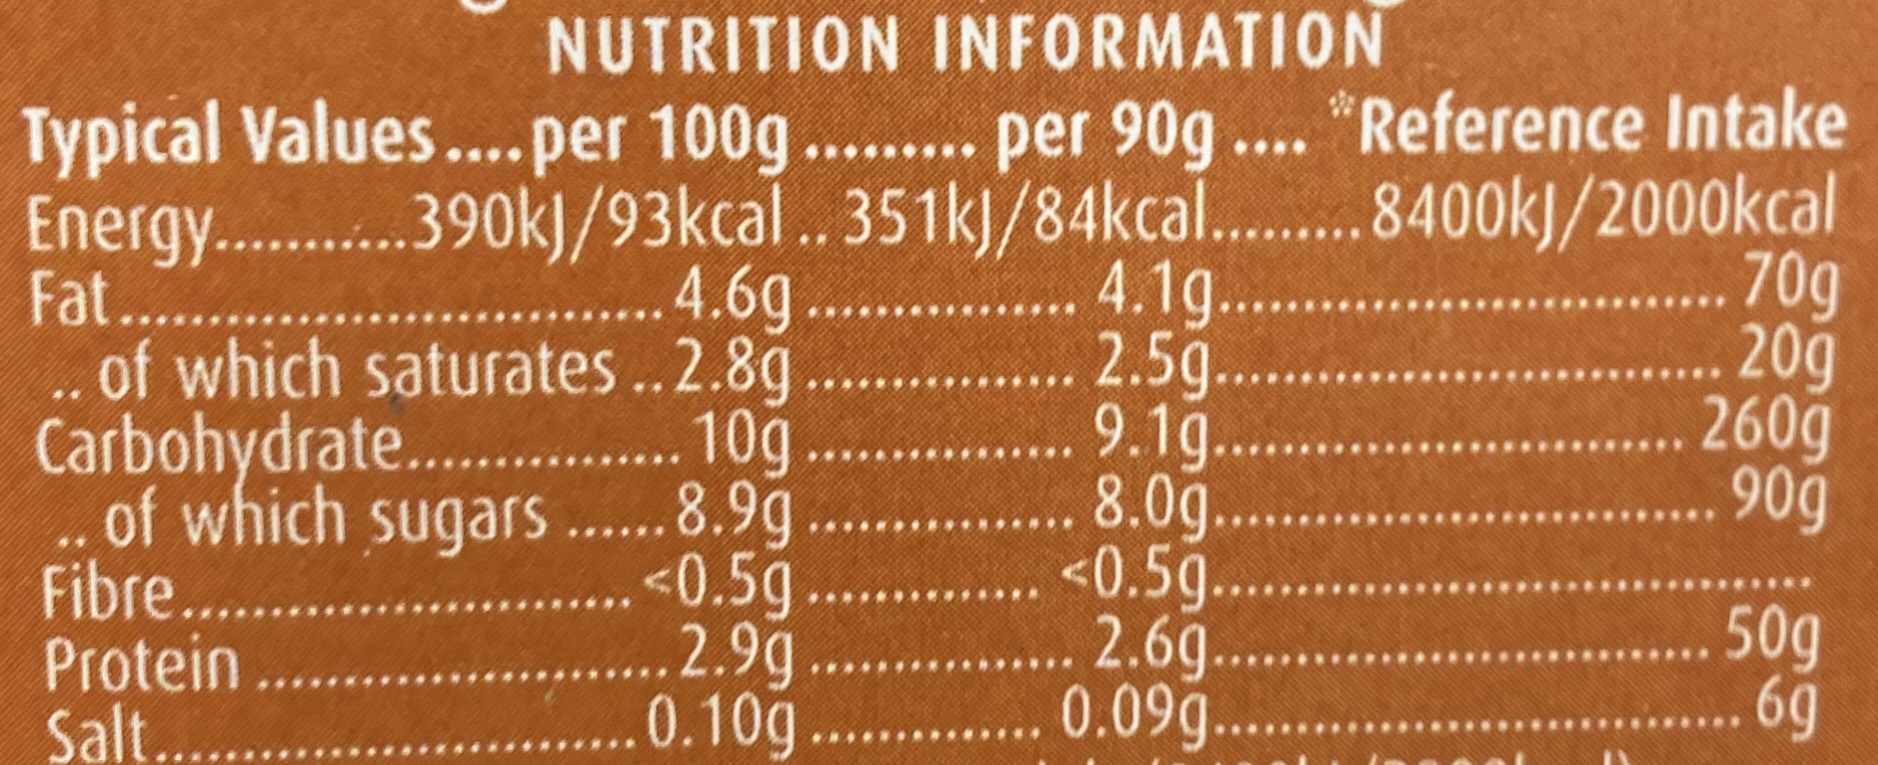 NUTRITION INFORMATION
Typical Values .... per 100g ......... per 90g .... *Reference Intake
Energy............390kJ/93kcal .. 351kJ/84kcal.........8400kJ/2000kcal
Fat............................. 4.6g .............. 4.1g........................... 70g
.. of which saturates .. 2.8g .............. 2.5g........................... 20g
Carbohydrate............... 10g .............. 9.1g......................... 260g
.. of which sugars ...... 8.9g .............. 8.0g........................... 90g
Fibre........................ <0.5g ............ <0.5g................................
Protein ...................... 2.9g .............. 2.6g.......................... 50g
Salt.......................... 0.10g ............ 0.09g............................ 6g